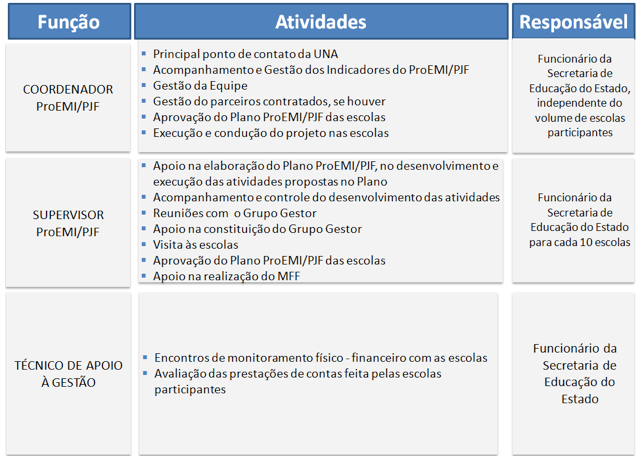 Função
Atividades
Responsável
COORDENADOR
ProEMI/PJF
Principal ponto de contato da UNA
Acompanhamento e Gestão dos Indicadores do ProEMI/PJF
Gestão da Equipe
Gestão do parceiros contratados, se houver
Aprovação do Plano ProEMI/PJF das escolas
Execução e condução do projeto nas escolas
Funcionário da
Secretaria de
Educação do Estado,
independente do
volume de escolas
participantes
SUPERVISOR
ProEMI/PJF
Apoio na elaboração do Plano ProEMI/PJF, no desenvolvimento e
execução das atividades propostas no Plano
Acompanhamento e controle do desenvolvimento das atividades
Reuniões com o Grupo Gestor
Apoio na constituição do Grupo Gestor
Visita às escolas
Aprovação do Plano ProEMI/PJF das escolas
Apoio na realização do MFF
Funcionário da
Secretaria de
Educação do Estado
para cada 10 escolas
TÉCNICO DE APOIO
À GESTÃO
Encontros de monitoramento físico - financeiro com as escolas
Avaliação das prestações de contas feita pelas escolas
participantes
Funcionário da
Secretaria de
Educação do
Estado